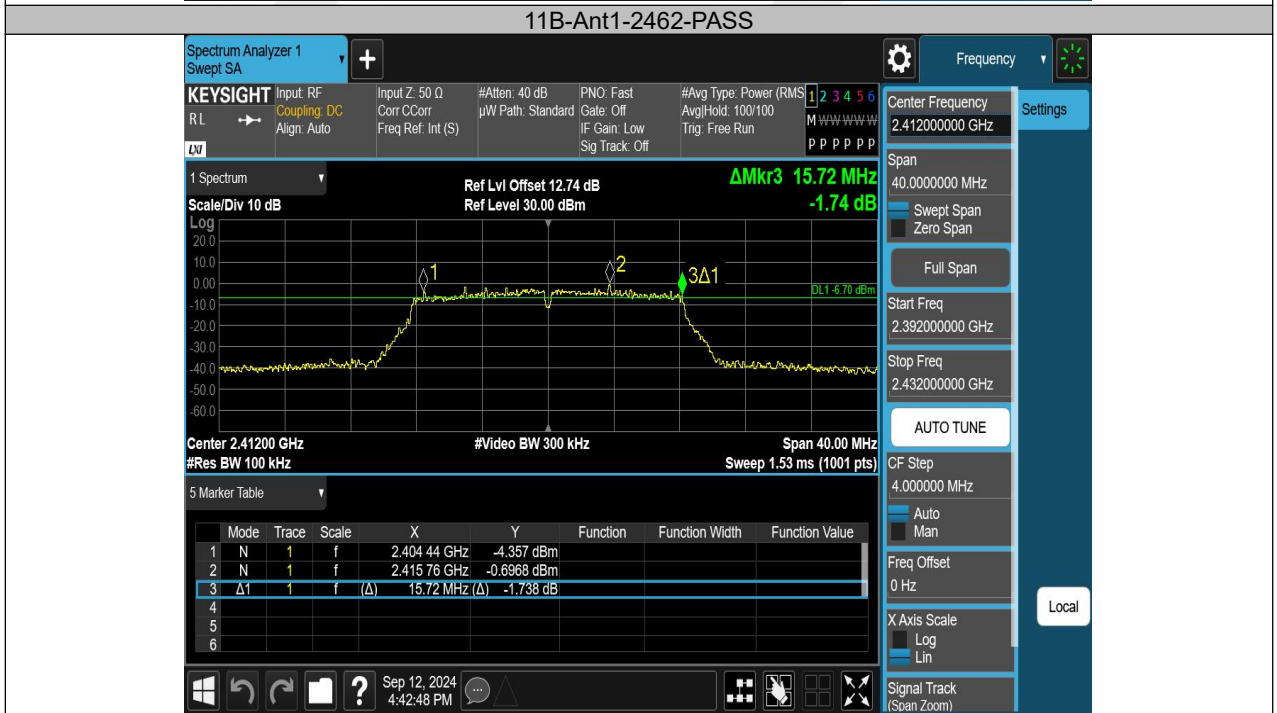 11B-Ant1-2462-PASS
Spectrum Analyzer 1
Swept SA
+
Frequency
KEYSIGHT
RL
LXI
Input: RF
Coupling: DC
Align: Auto
Input Z: 50 Ω
Corr CCorr
Freq Ref: Int (S)
#Atten: 40 dB
µW Path: Standard
PNO: Fast
Gate: Off
IF Gain: Low
Sig Track: Off
#Avg Type: Power (RMS
Avg|Hold: 100/100
Trig: Free Run
1 2 3 4 5 6
M W W W W W
P P P P P P
1 Spectrum
Scale/Div 10 dB
Ref Lvl Offset 12.74 dB
Ref Level 30.00 dBm
ΔMkr3 15.72 MHz
-1.74 dB
Log
20.0
10.0
0.00
-10.0
-20.0
-30.0
-40.0
-50.0
-60.0
1
2
3Δ1
DL1 -6.70 dBm
Center 2.41200 GHz
#Res BW 100 kHz
#Video BW 300 kHz
Span 40.00 MHz
Sweep 1.53 ms (1001 pts)
5 Marker Table
Mode Trace Scale X Y Function Function Width Function Value
1 N 1 f 2.404 44 GHz -4.357 dBm
2 N 1 f 2.415 76 GHz -0.6968 dBm
3 Δ1 1 f (Δ) 15.72 MHz (Δ) -1.738 dB
4
5
6
?
Sep 12, 2024
4:42:48 PM
Center Frequency
2.412000000 GHz
Span
40.0000000 MHz
Swept Span
Zero Span
Full Span
Start Freq
2.392000000 GHz
Stop Freq
2.432000000 GHz
AUTO TUNE
CF Step
4.000000 MHz
Auto
Man
Freq Offset
0 Hz
X Axis Scale
Log
Lin
Signal Track
(Span Zoom)
Settings
Local